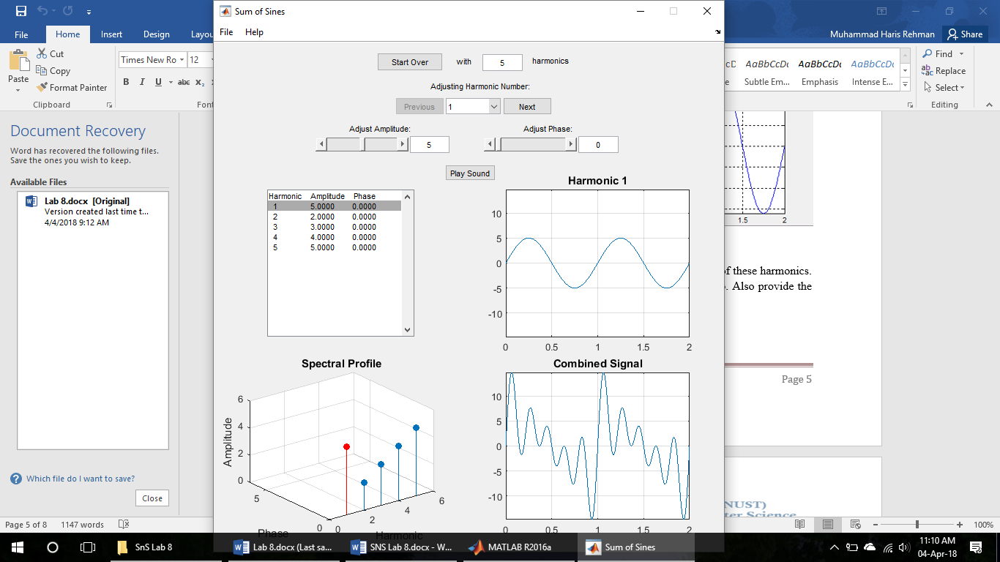 Sum of Sines
File Home Insert Design Layou
Muhammad Haris Rehman Share
File Help
Cut
Copy
Format Painter
Paste
Clipboard
Times New Ro 12
B I U abc x₂
Font
Start Over with 5 harmonics
Adjusting Harmonic Number:
Previous 1 Next
Adjust Amplitude: Adjust Phase:
5 0
Play Sound
AaBbCcDc AaBbCcDc AaBbCcDc
Subtle Em... Emphasis Intense E...
Find
Replace
Select
Editing
Document Recovery
Word has recovered the following files.
Save the ones you wish to keep.
Available Files
Lab 8.docx [Original]
Version created last time t...
4/4/2018 9:12 AM
Which file do I want to save?
Close
Harmonic Amplitude Phase
1 5.0000 0.0000
2 2.0000 0.0000
3 3.0000 0.0000
4 4.0000 0.0000
5 5.0000 0.0000
Harmonic 1
10
5
0
-5
-10
0 0.5 1 1.5 2
Spectral Profile
Amplitude
6
4
2
0
5
0
0 2 4 6
Phase Harmonic
Combined Signal
10
5
0
-5
-10
0 0.5 1 1.5 2
1.5 2
of these harmonics.
. Also provide the
Page 5
NUST)
ter Science
Page 5 of 8 1147 words
100%
SnS Lab 8 Lab 8.docx (Last sa... SNS Lab 8.docx - W... MATLAB R2016a Sum of Sines
11:10 AM
04-Apr-18